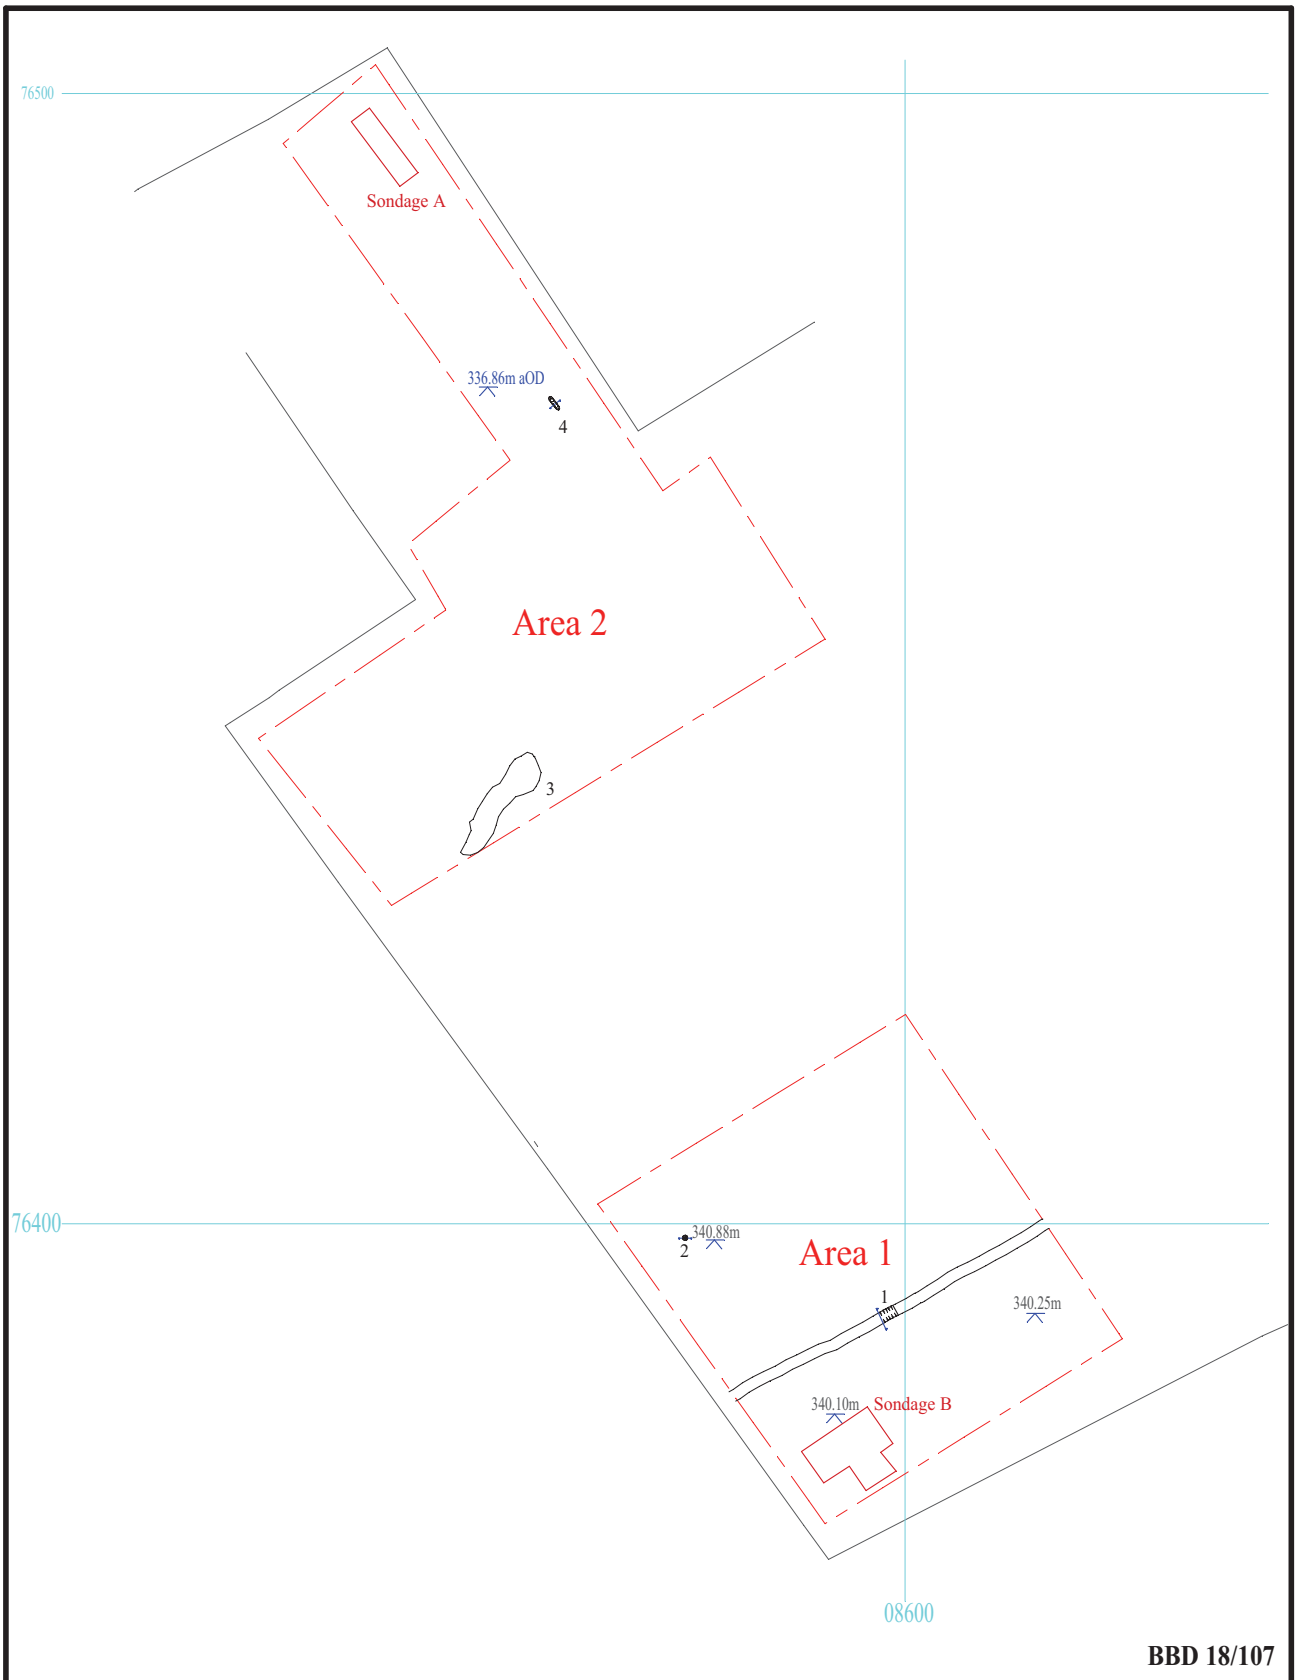 76500
Sondage A
336.86m aOD
4
Area 2
3
76400
340.88m
2
Area 1
1
340.25m
340.10m
Sondage B
08600
BBD 18/107